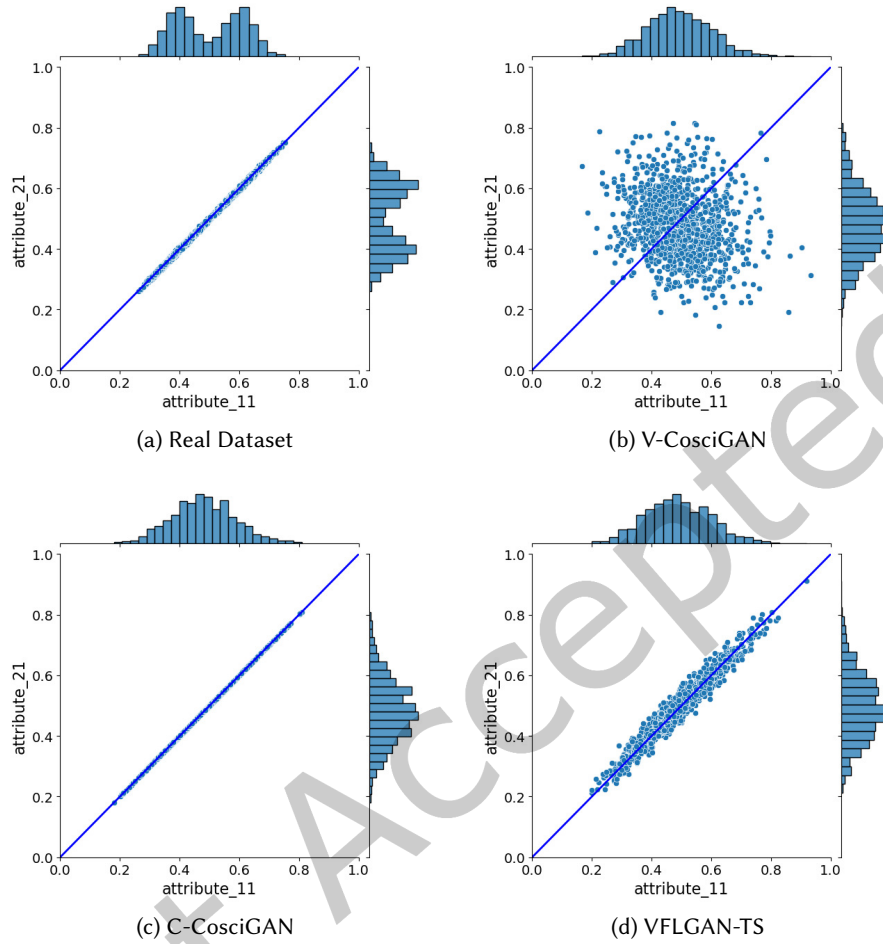 1.0
0.8
0.6
0.4
0.2
0.0
attribute_21
0.0 0.2 0.4 0.6 0.8 1.0
attribute_11
(a) Real Dataset
1.0
0.8
0.6
0.4
0.2
0.0
attribute_21
0.0 0.2 0.4 0.6 0.8 1.0
attribute_11
(b) V-CosciGAN
1.0
0.8
0.6
0.4
0.2
0.0
attribute_21
0.0 0.2 0.4 0.6 0.8 1.0
attribute_11
(c) C-CosciGAN
1.0
0.8
0.6
0.4
0.2
0.0
attribute_21
0.0 0.2 0.4 0.6 0.8 1.0
attribute_11
(d) VFLGAN-TS
t Accepted